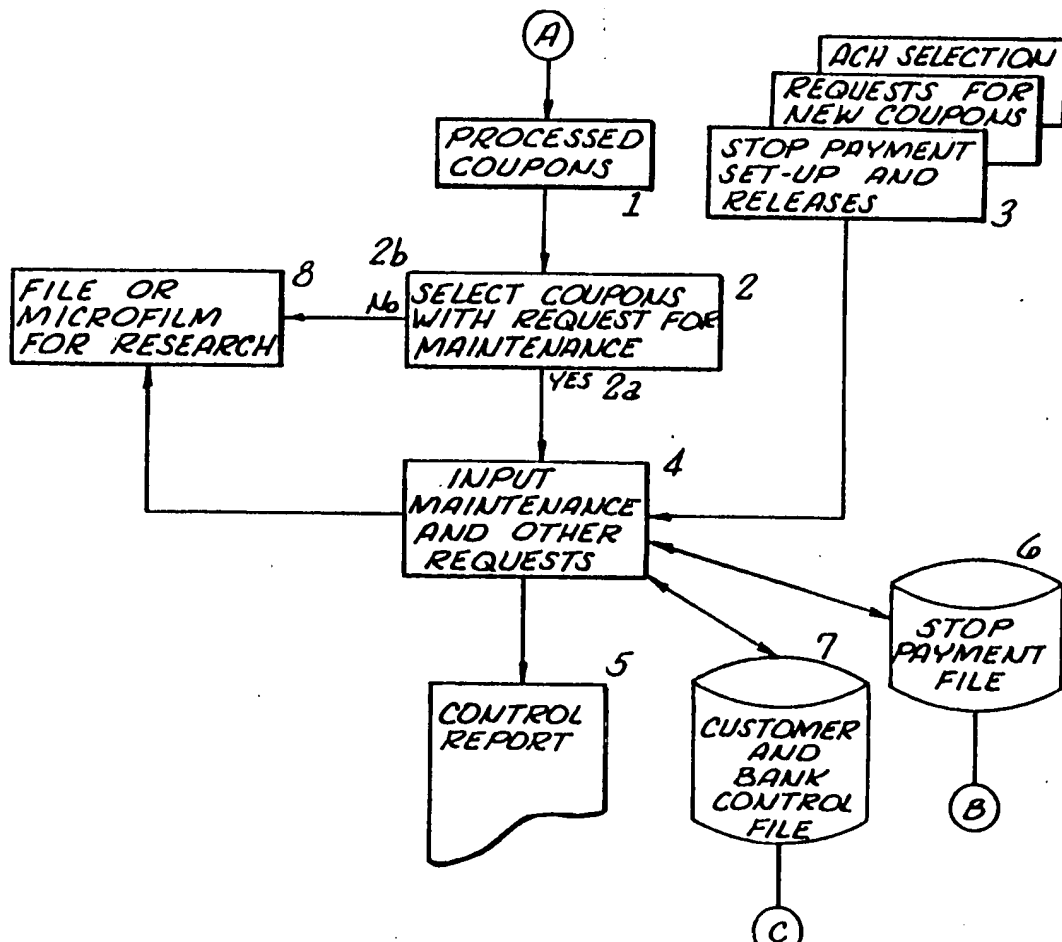 A
ACH SELECTION
REQUESTS FOR
NEW COUPONS
PROCESSED
COUPONS
1
STOP PAYMENT
SET-UP AND
RELEASES
3
2b
8
FILE OR
MICROFILM
FOR RESEARCH
No
SELECT COUPONS
WITH REQUEST FOR
MAINTENANCE
2
YES 2a
INPUT
MAINTENANCE
AND OTHER
REQUESTS
4
6
STOP
PAYMENT
FILE
5
CONTROL
REPORT
7
CUSTOMER
AND
BANK
CONTROL
FILE
B
C